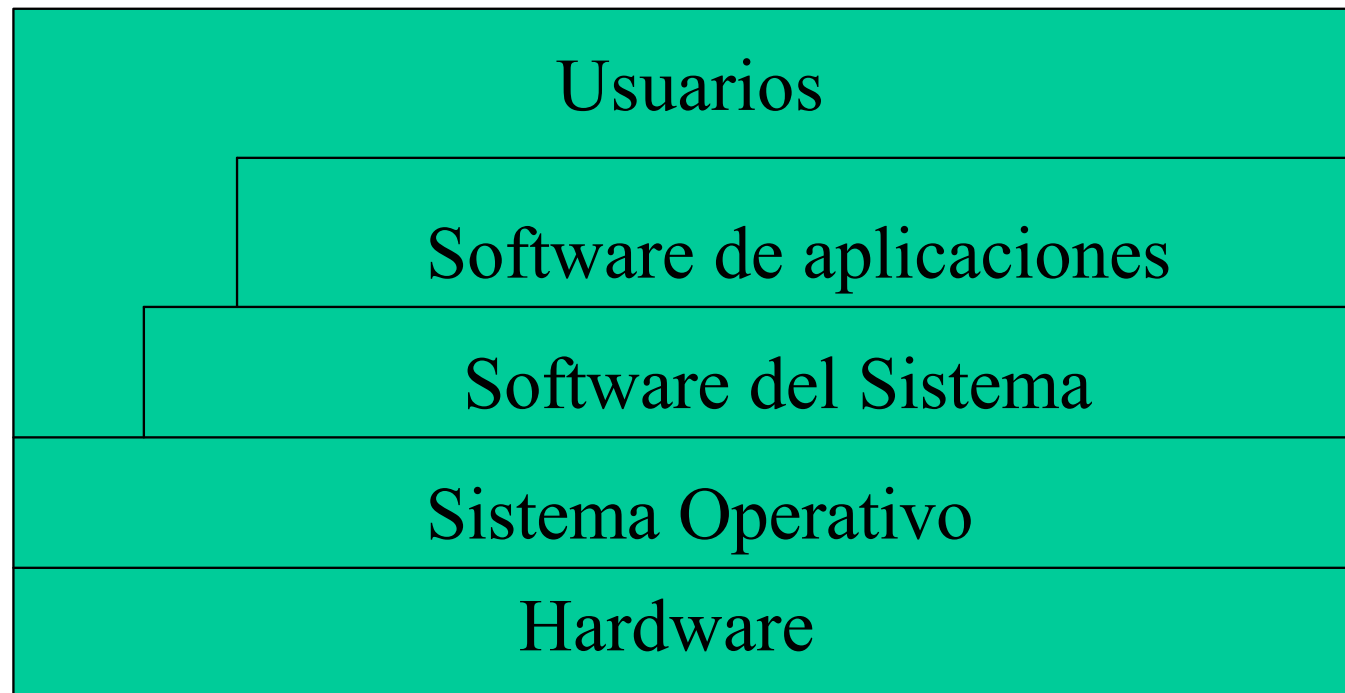 Usuarios
Software de aplicaciones
Software del Sistema
Sistema Operativo
Hardware